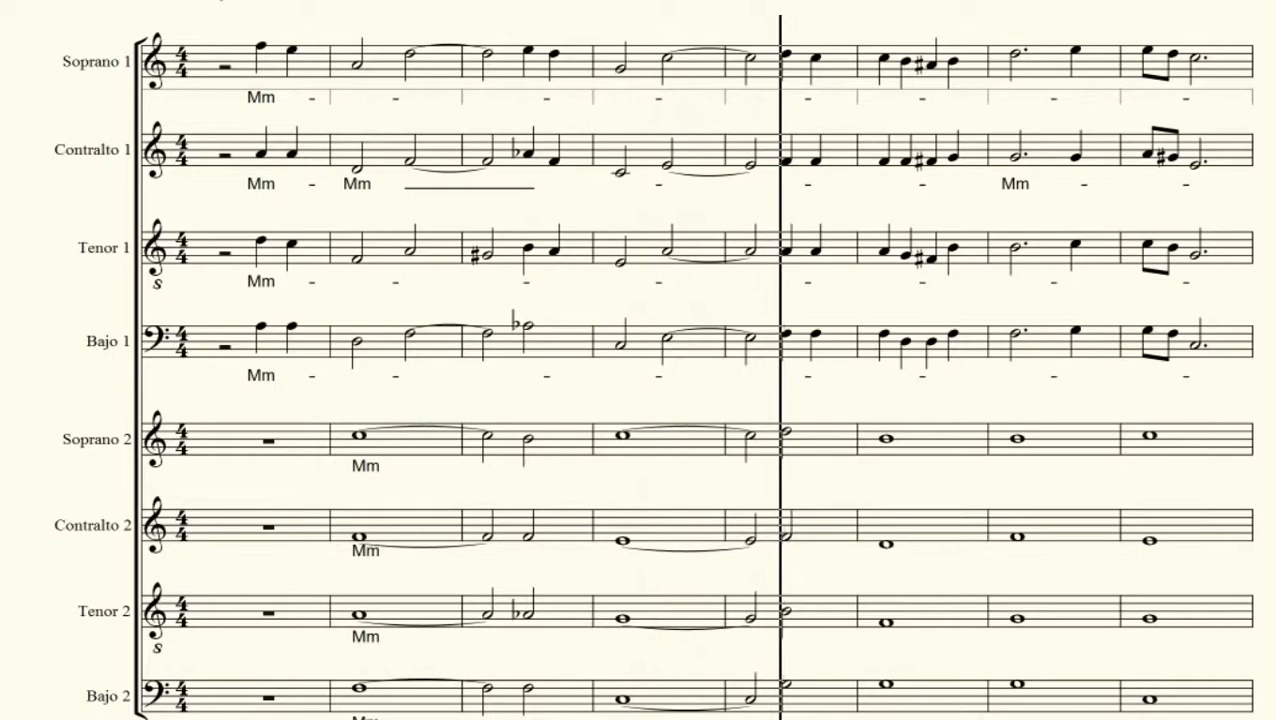 Soprano 1
Mm - - - - - - - -
Contralto 1
Mm - Mm - - - Mm - -
Tenor 1
Mm - - - - - - - -
Bajo 1
Mm - - - - - - - -
Soprano 2
Mm
Contralto 2
Mm
Tenor 2
Mm
Bajo 2